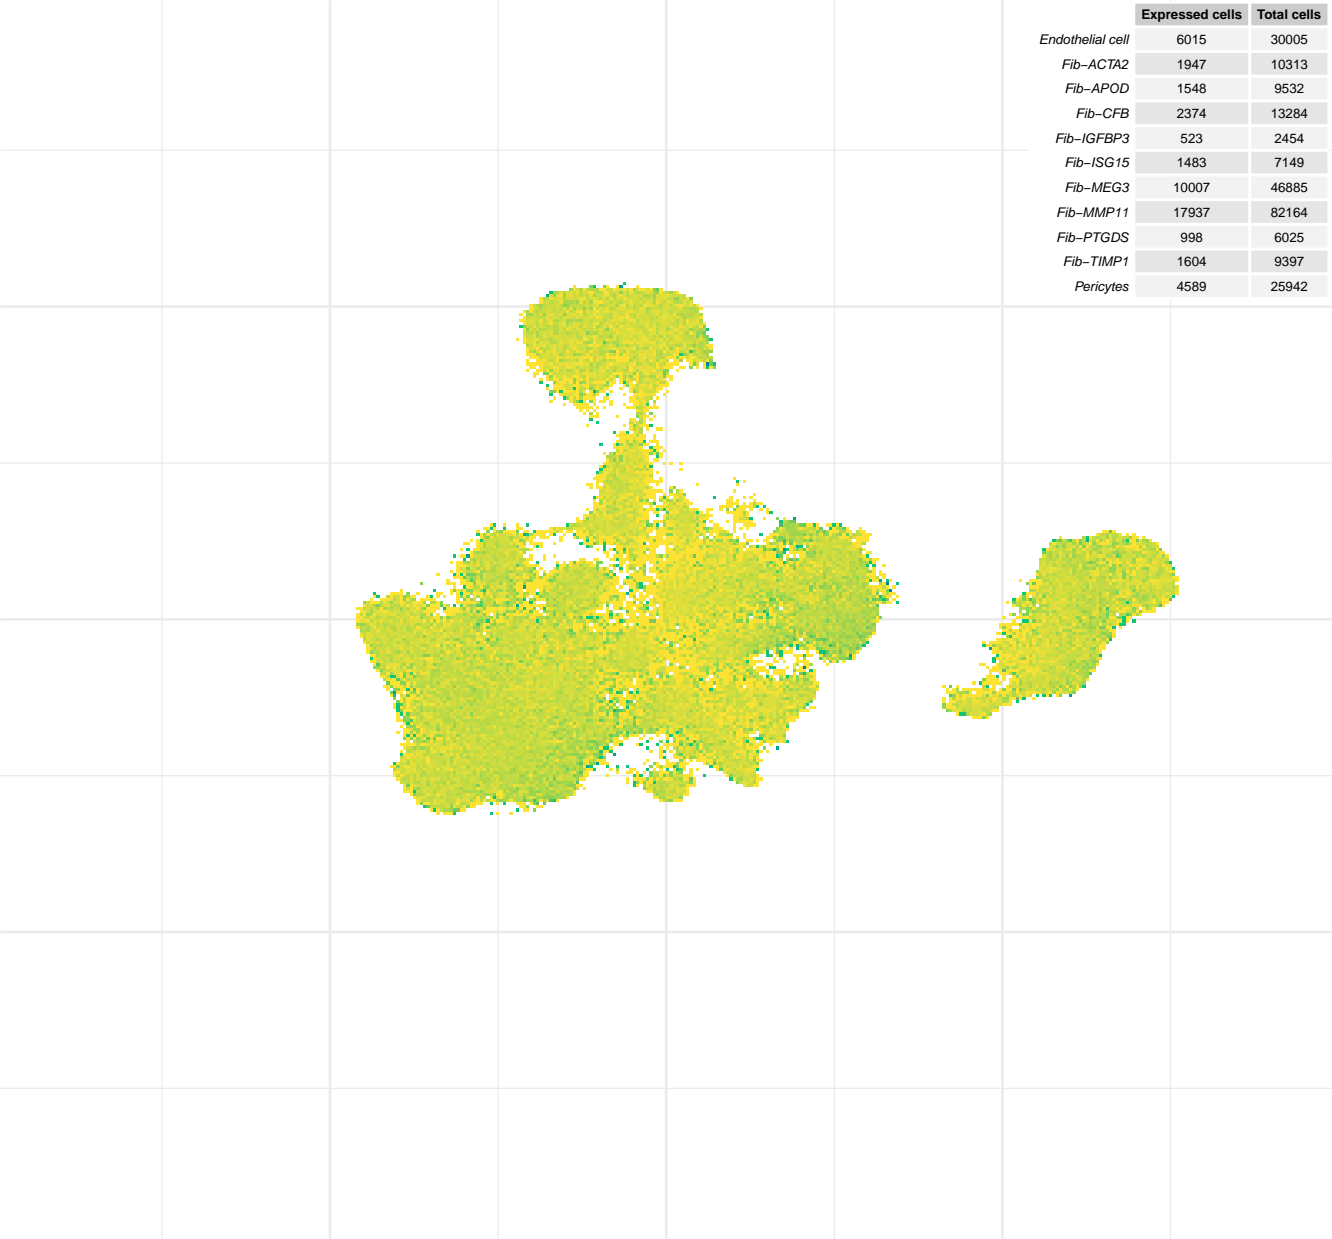 Expressed cells Total cells
Endothelial cell 6015 30005
Fib−ACTA2 1947 10313
Fib−APOD 1548 9532
Fib−CFB 2374 13284
Fib−IGFBP3 523 2454
Fib−ISG15 1483 7149
Fib−MEG3 10007 46885
Fib−MMP11 17937 82164
Fib−PTGDS 998 6025
Fib−TIMP1 1604 9397
Pericytes 4589 25942